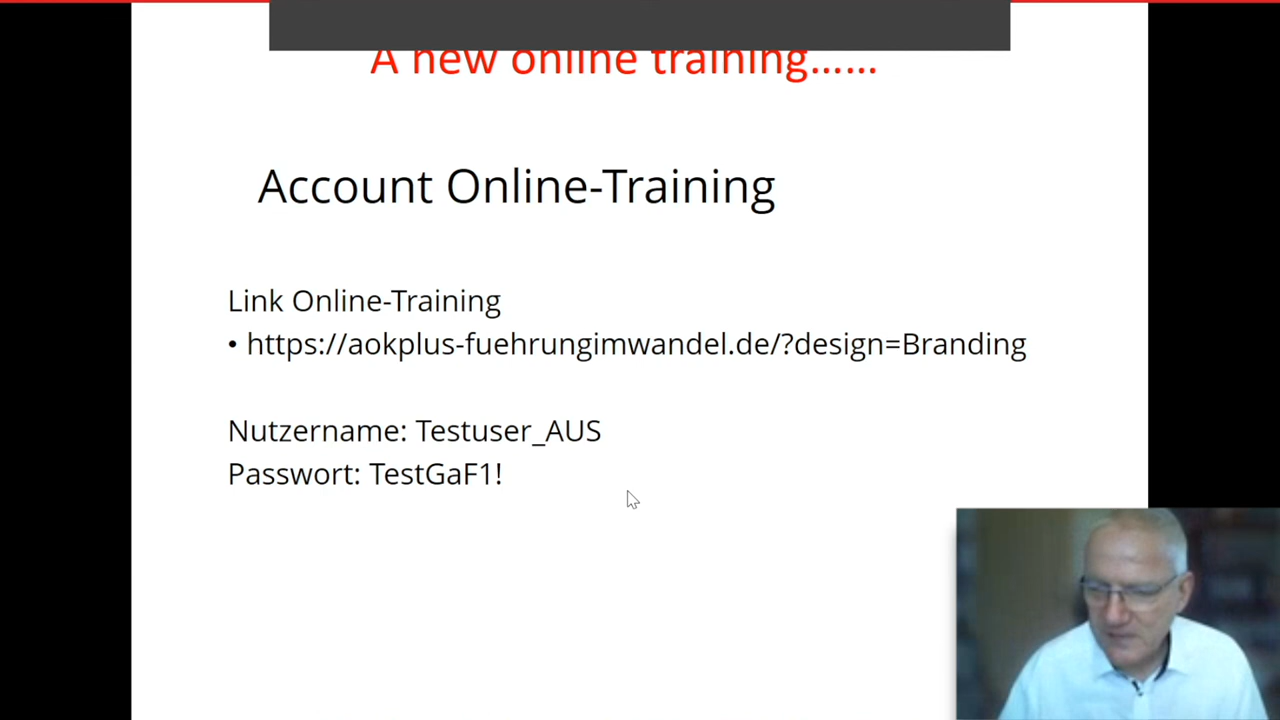 A new online training......
Account Online-Training
Link Online-Training
• https://aokplus-fuehrungimwandel.de/?design=Branding
Nutzername: Testuser_AUS
Passwort: TestGaF1!